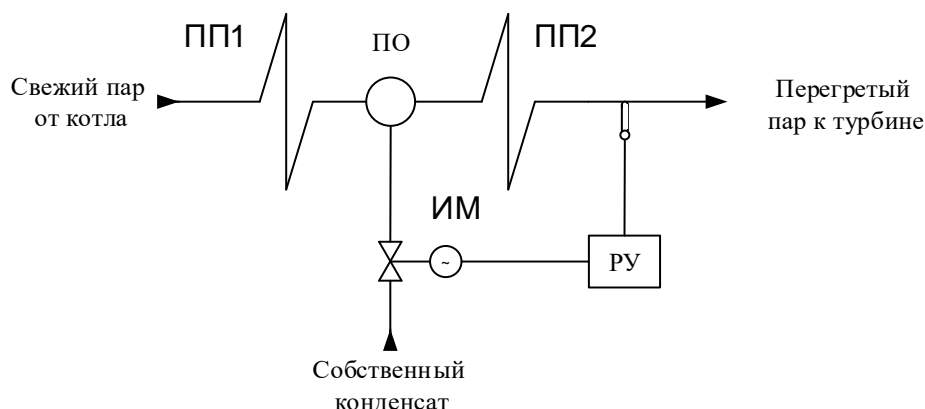 ПП1
ПО
ПП2
Свежий пар
от котла
Перегретый
пар к турбине
ИМ
~
РУ
Собственный
конденсат